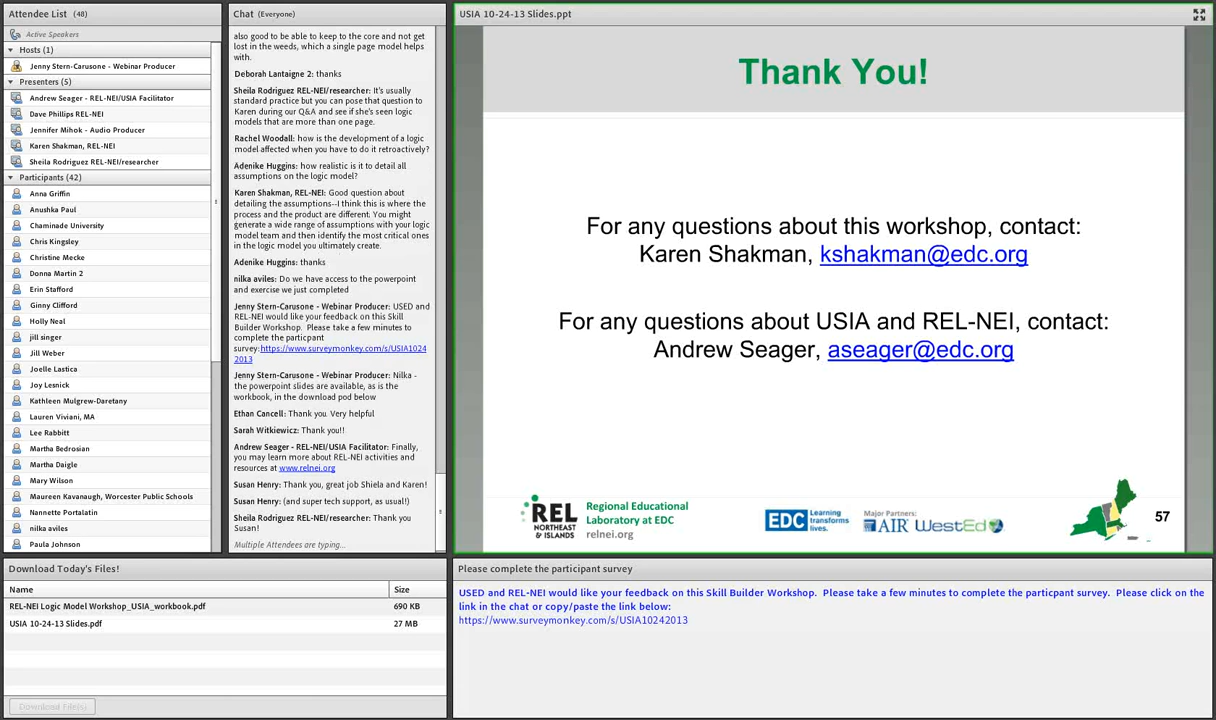 Attendee List (48)
Active Speakers
Hosts (1)
Jenny Stern-Carusone - Webinar Producer
Presenters (5)
Andrew Seager - REL-NEI/USIA Facilitator
Dave Phillips REL-NEI
Jennifer Mihok - Audio Producer
Karen Shakman, REL-NEI
Sheila Rodriguez REL-NEI/researcher
Participants (42)
Anna Griffin
Anushka Paul
Chaminade University
Chris Kingsley
Christine Mecke
Donna Martin 2
Erin Stafford
Ginny Clifford
Holly Neal
jill singer
Jill Weber
Joelle Lastica
Joy Lesnick
Kathleen Mulgrew-Daretany
Lauren Viviani, MA
Lee Rabbitt
Martha Bedrosian
Martha Daigle
Mary Wilson
Maureen Kavanaugh, Worcester Public Schools
Nannette Portalatin
nilka aviles
Paula Johnson
Chat (Everyone)
also good to be able to keep to the core and not get
lost in the weeds, which a single page model helps
with.
Deborah Lantaigne 2: thanks
Sheila Rodriguez REL-NEI/researcher: It's usually
standard practice but you can pose that question to
Karen during our Q&A and see if she's seen logic
models that are more than one page.
Rachel Woodall: how is the development of a logic
model affected when you have to do it retroactively?
Adenike Huggins: how realistic is it to detail all
assumptions on the logic model?
Karen Shakman, REL-NEI: Good question about
detailing the assumptions--I think this is where the
process and the product are different. You might
generate a wide range of assumptions with your logic
model team and then identify the most critical ones
in the logic model you ultimately create.
Adenike Huggins: thanks
nilka aviles: Do we have access to the powerpoint
and exercise we just completed
Jenny Stern-Carusone - Webinar Producer: USED and
REL-NEI would like your feedback on this Skill
Builder Workshop. Please take a few minutes to
complete the particpant
survey:https://www.surveymonkey.com/s/USIA1024
2013
Jenny Stern-Carusone - Webinar Producer: Nilka -
the powerpoint slides are available, as is the
workbook, in the download pod below
Ethan Cancell: Thank you. Very helpful
Sarah Witkiewicz: Thank you!!
Andrew Seager - REL-NEI/USIA Facilitator: Finally,
you may learn more about REL-NEI activities and
resources at www.relnei.org
Susan Henry: Thank you, great job Shiela and Karen!
Susan Henry: (and super tech support, as usual!)
Sheila Rodriguez REL-NEI/researcher: Thank you
Susan!
Multiple Attendees are typing...
USIA 10-24-13 Slides.ppt
Thank You!
For any questions about this workshop, contact:
Karen Shakman, kshakman@edc.org
For any questions about USIA and REL-NEI, contact:
Andrew Seager, aseager@edc.org
REL
NORTHEAST
& ISLANDS
Regional Educational
Laboratory at EDC
relnei.org
EDC Learning
transforms
lives.
Major Partners:
AIR WestEd
57
Download Today's Files!
Name Size
REL-NEI Logic Model Workshop_USIA_workbook.pdf 690 KB
USIA 10-24-13 Slides.pdf 27 MB
Download File(s)
Please complete the participant survey
USED and REL-NEI would like your feedback on this Skill Builder Workshop. Please take a few minutes to complete the particpant survey. Please click on the
link in the chat or copy/paste the link below:
https://www.surveymonkey.com/s/USIA10242013